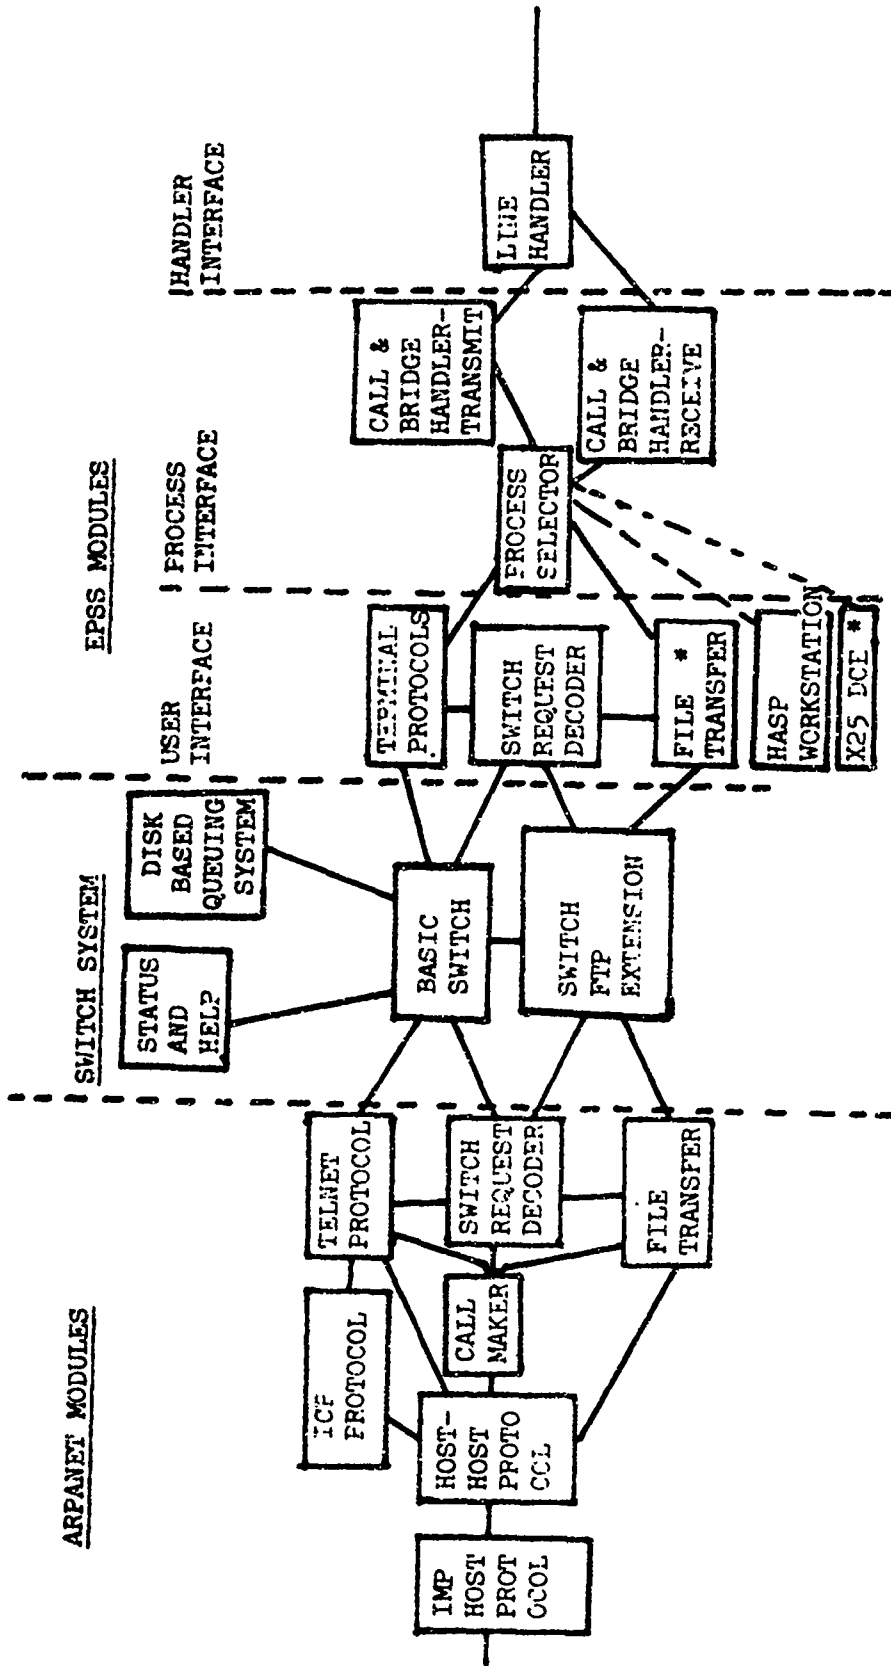 ARPANET MODULES
SWITCH SYSTEM
EPSS MODULES
USER
INTERFACE
PROCESS
INTERFACE
HANDLER
INTERFACE
IMP
HOST
PROT
OCOL
HOST-
HOST
PROTO
COL
ICP
PROTOCOL
CALL
MAKER
TELNET
PROTOCOL
SWITCH
REQUEST
DECODER
FILE
TRANSFER
STATUS
AND
HELP
DISK
BASED
QUEUING
SYSTEM
BASIC
SWITCH
SWITCH
FTP
EXTENSION
TERMINAL
PROTOCOLS
SWITCH
REQUEST
DECODER
FILE *
TRANSFER
HASP
WORKSTATION
X25 DCE *
PROCESS
SELECTOR
CALL &
BRIDGE
HANDLER-
TRANSMIT
CALL &
BRIDGE
HANDLER-
RECEIVE
LINE
HANDLER